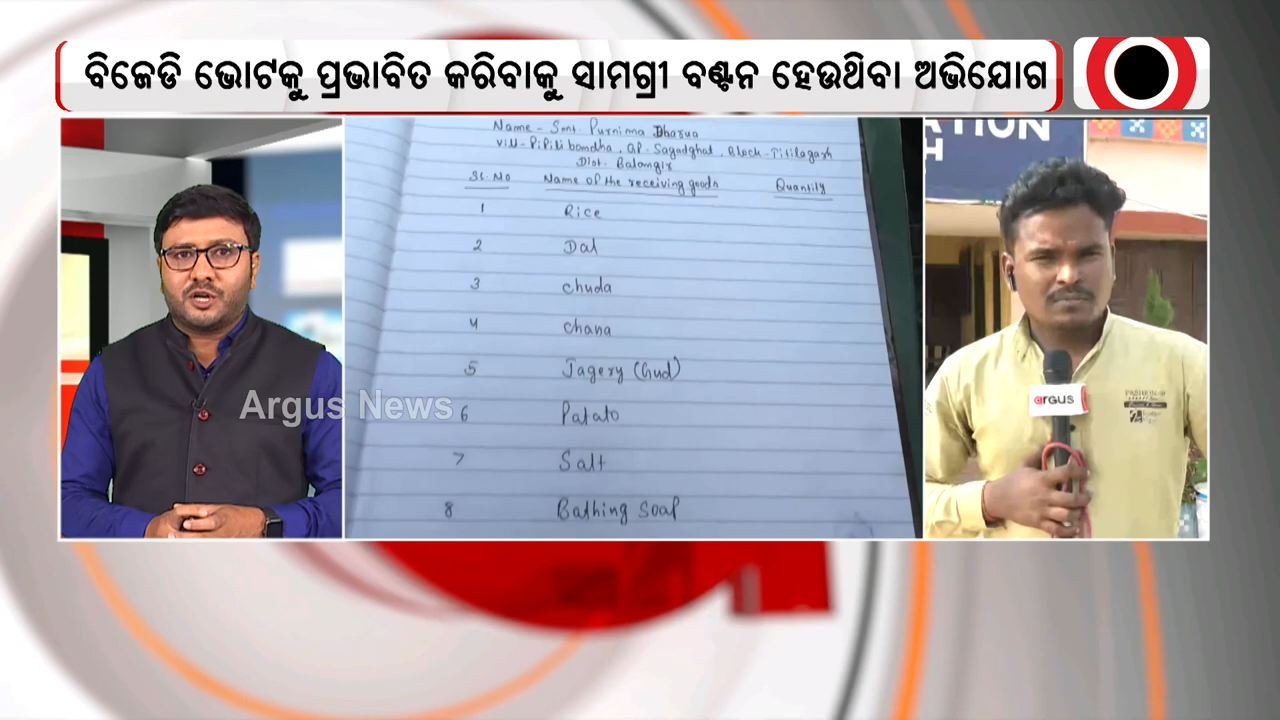 ବିଜେଡି ଭୋଟକୁ ପ୍ରଭାବିତ କରିବାକୁ ସାମଗ୍ରୀ ବଣ୍ଟନ ହେଉଥିବା ଅଭିଯୋଗ
Name - Smt. Purnima Dharua
Vill- Pipilibandha, GP- Sagadghat, Block- Titilagarh
Dist- Balangir
Sl. No Name of the receiving goods Quantity
1 Rice
2 Dal
3 chuda
4 chana
5 Jagery (Gud)
6 Patato
7 Salt
8 Bathing Soap
Argus News
ATION
H
argus